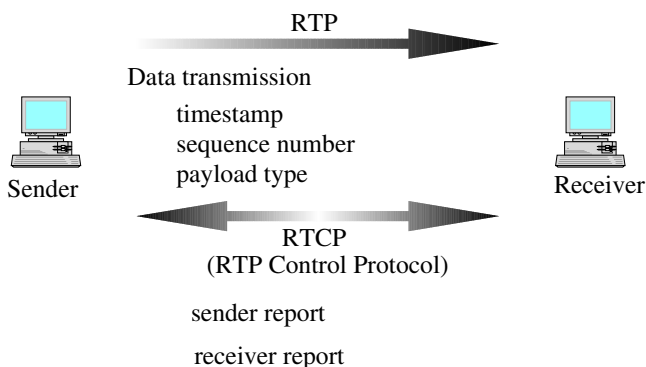 RTP
Data transmission
timestamp
sequence number
payload type
Sender
Receiver
RTCP
(RTP Control Protocol)
sender report
receiver report